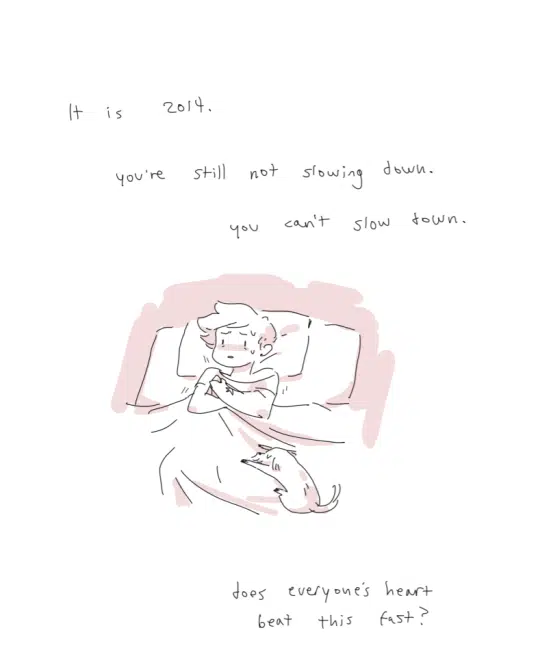 It is 2014.
you're still not slowing down.
you can't slow down.
does everyone's heart
beat this fast?